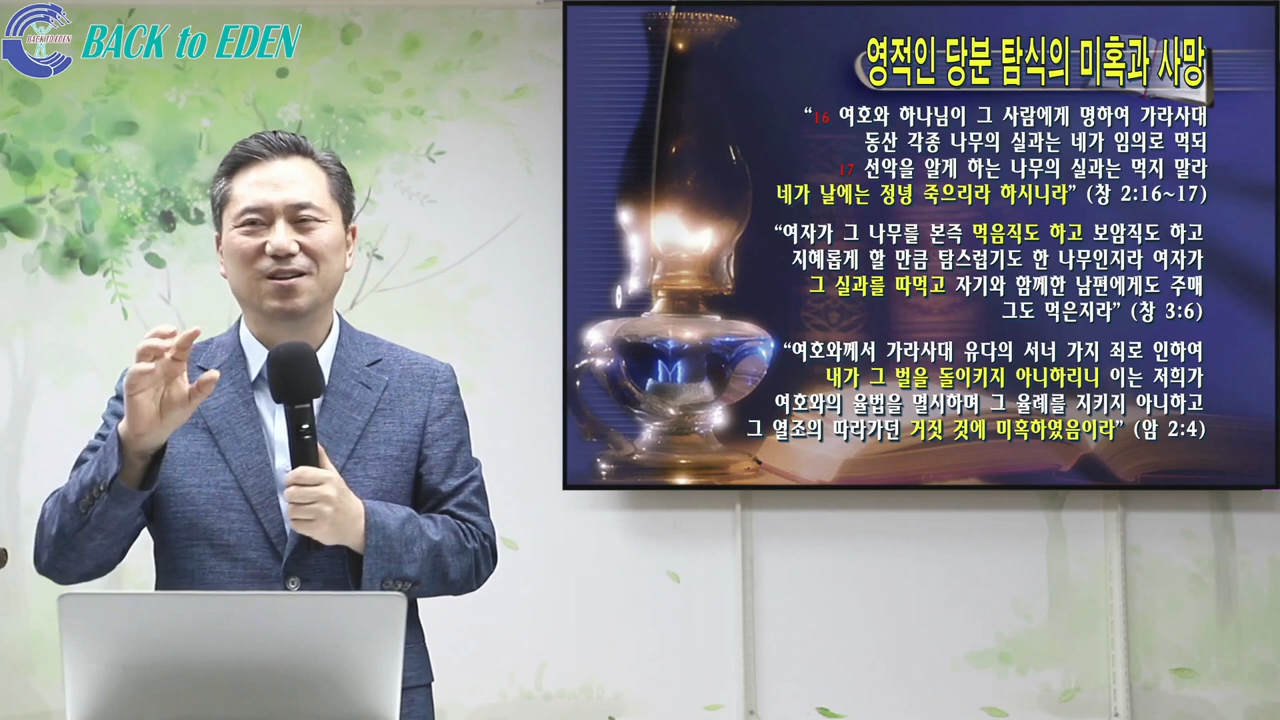 BACK TO EDEN
BACK to EDEN
영적인 당분 탐식의 미혹과 사망
“16 여호와 하나님이 그 사람에게 명하여 가라사대
동산 각종 나무의 실과는 네가 임의로 먹되
17 선악을 알게 하는 나무의 실과는 먹지 말라
네가 날에는 정녕 죽으리라 하시니라” (창 2:16~17)
“여자가 그 나무를 본즉 먹음직도 하고 보암직도 하고
지혜롭게 할 만큼 탐스럽기도 한 나무인지라 여자가
그 실과를 따먹고 자기와 함께한 남편에게도 주매
그도 먹은지라” (창 3:6)
“여호와께서 가라사대 유다의 서너 가지 죄로 인하여
내가 그 벌을 돌이키지 아니하리니 이는 저희가
여호와의 율법을 멸시하며 그 율례를 지키지 아니하고
그 열조의 따라가던 거짓 것에 미혹하였음이라” (암 2:4)